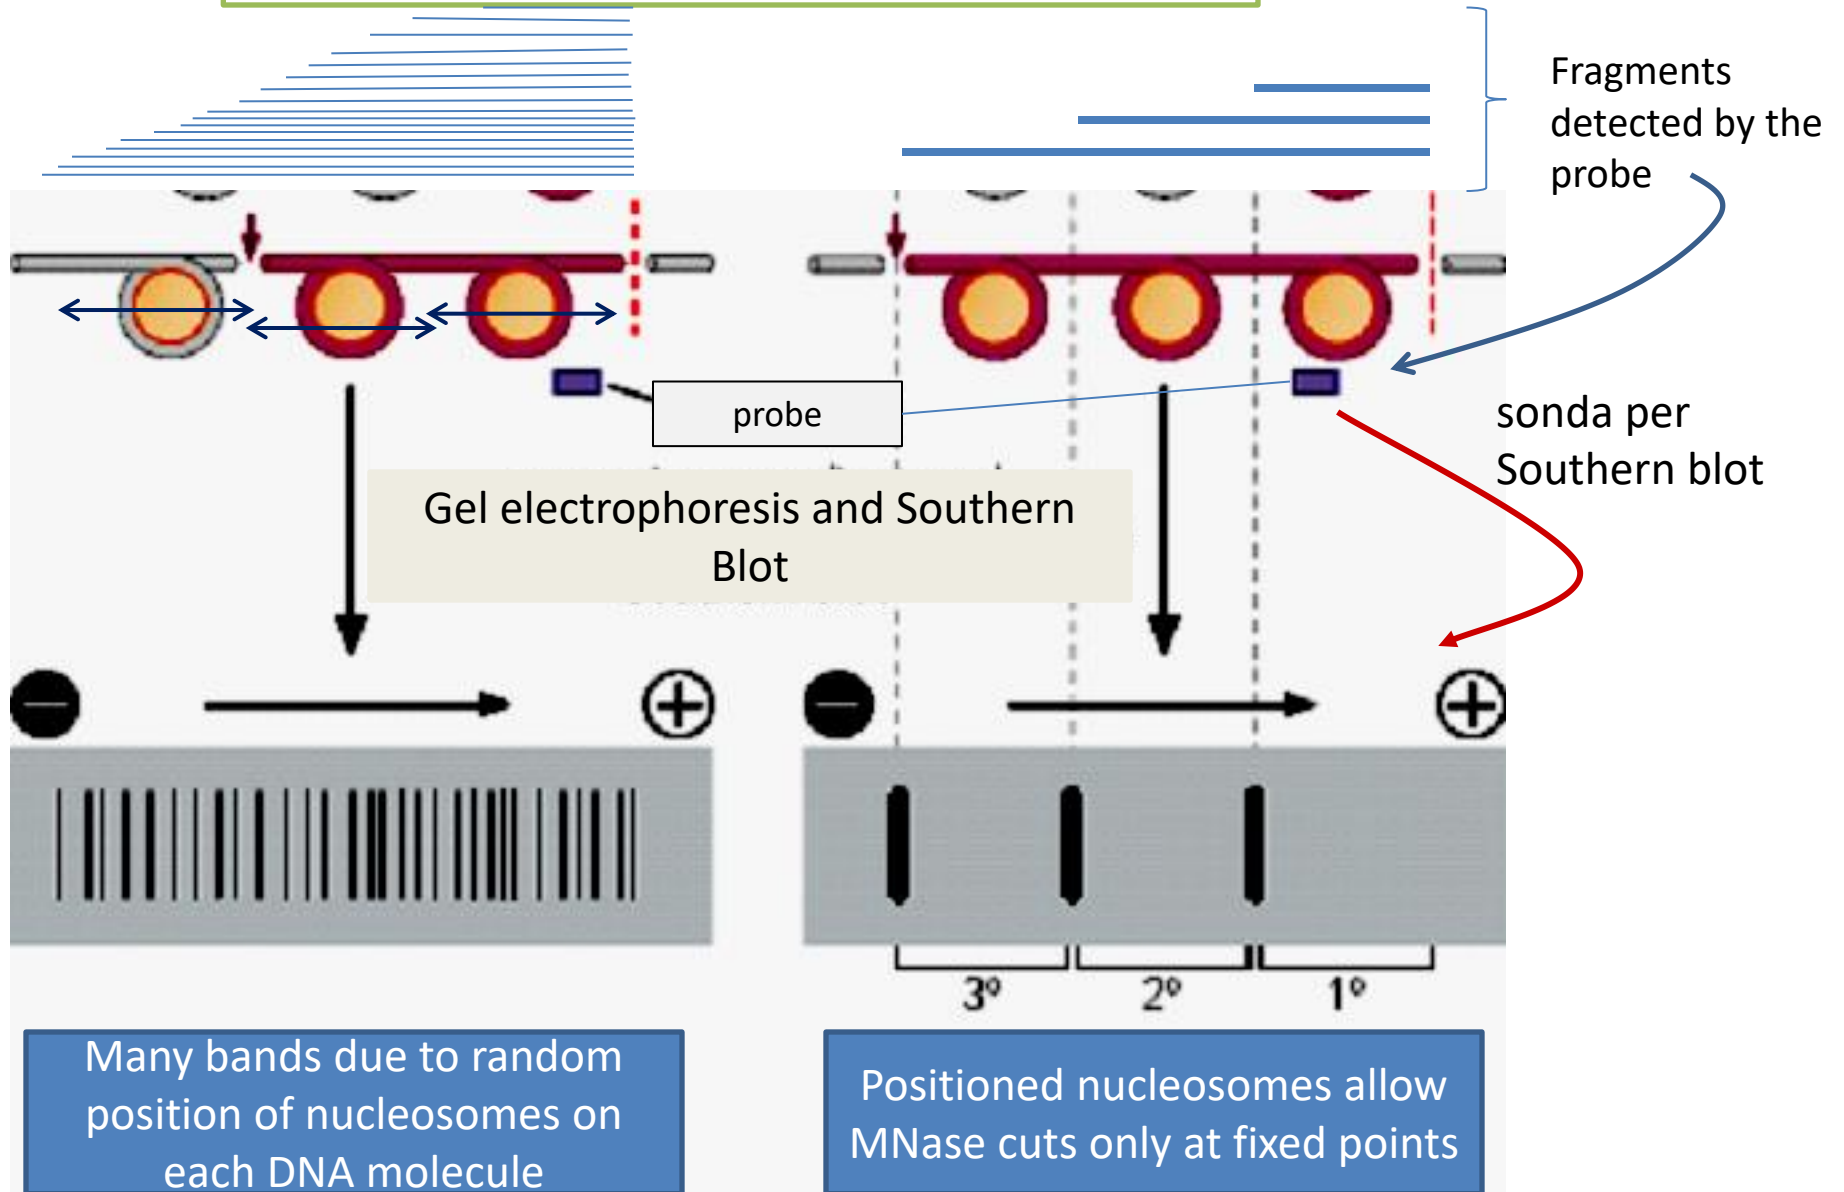 Fragments
detected by the
probe
probe
sonda per
Southern blot
Gel electrophoresis and Southern
Blot
−
+
−
+
3º
2º
1º
Many bands due to random
position of nucleosomes on
each DNA molecule
Positioned nucleosomes allow
MNase cuts only at fixed points